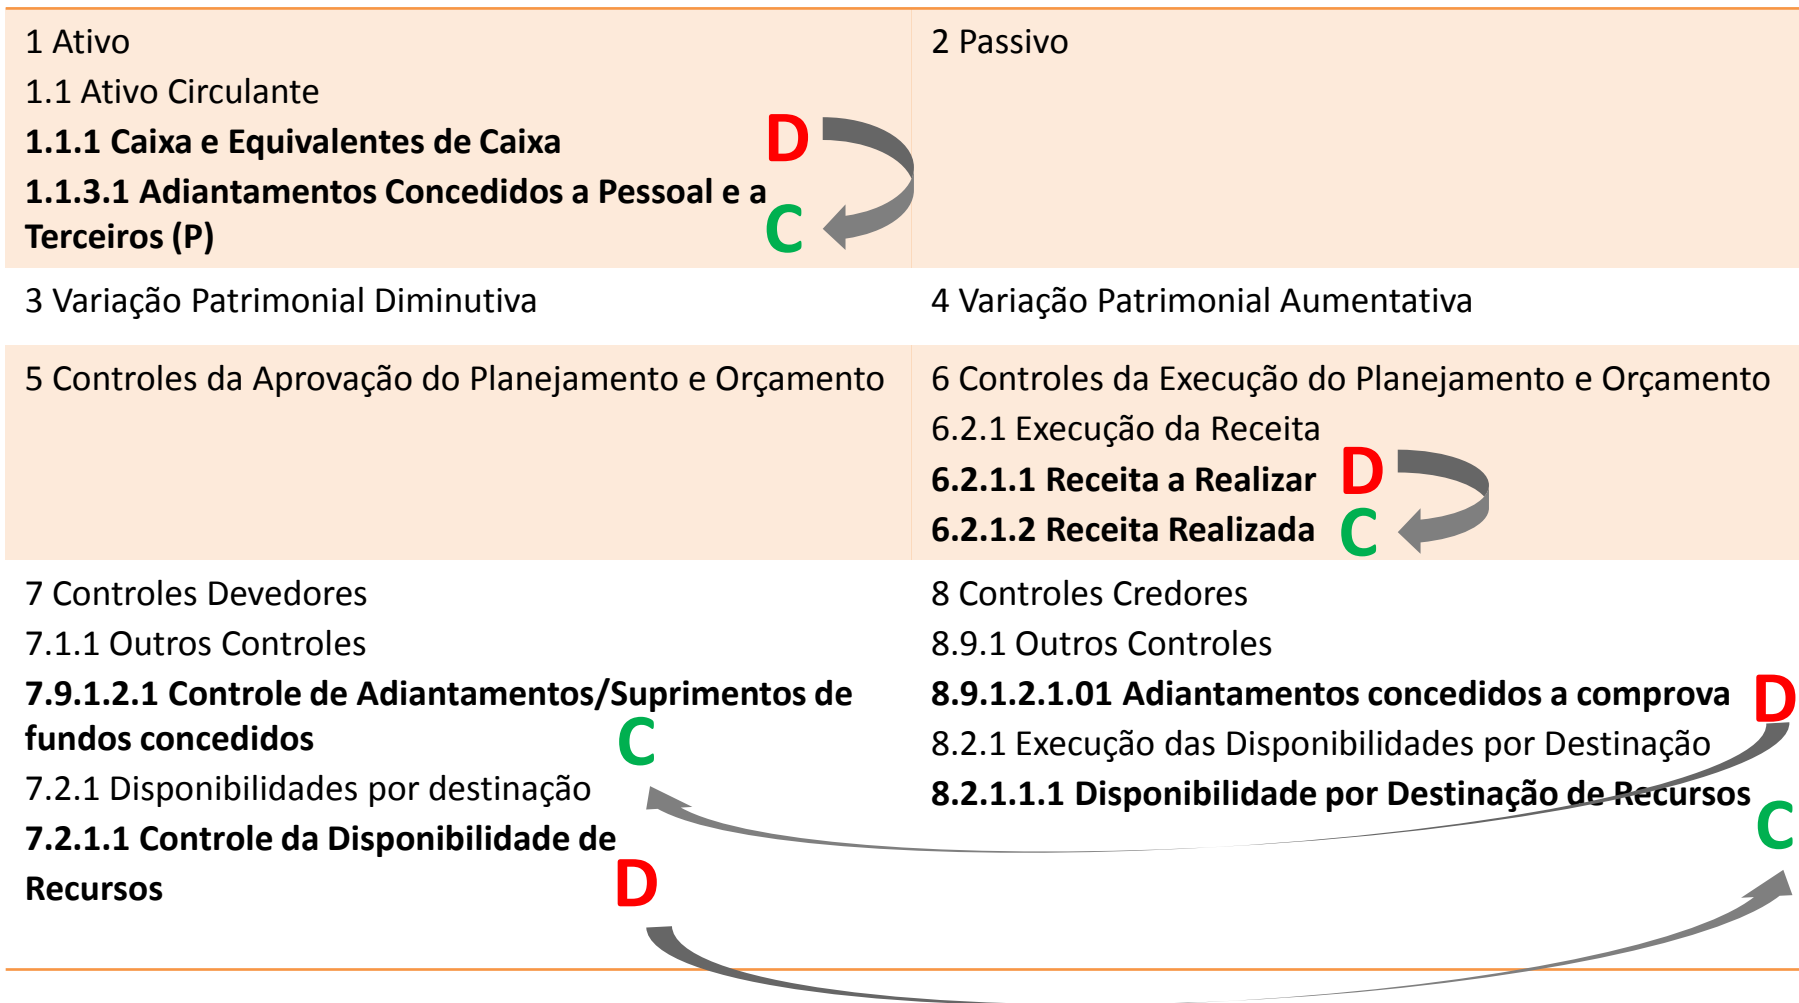 1 Ativo
1.1 Ativo Circulante
1.1.1 Caixa e Equivalentes de Caixa
D
1.1.3.1 Adiantamentos Concedidos a Pessoal e a
Terceiros (P)
C
2 Passivo
3 Variação Patrimonial Diminutiva
4 Variação Patrimonial Aumentativa
5 Controles da Aprovação do Planejamento e Orçamento
6 Controles da Execução do Planejamento e Orçamento
6.2.1 Execução da Receita
6.2.1.1 Receita a Realizar
D
6.2.1.2 Receita Realizada
C
7 Controles Devedores
7.1.1 Outros Controles
7.9.1.2.1 Controle de Adiantamentos/Suprimentos de
fundos concedidos
C
7.2.1 Disponibilidades por destinação
7.2.1.1 Controle da Disponibilidade de
Recursos
D
8 Controles Credores
8.9.1 Outros Controles
8.9.1.2.1.01 Adiantamentos concedidos a comprova
D
8.2.1 Execução das Disponibilidades por Destinação
8.2.1.1.1 Disponibilidade por Destinação de Recursos
C